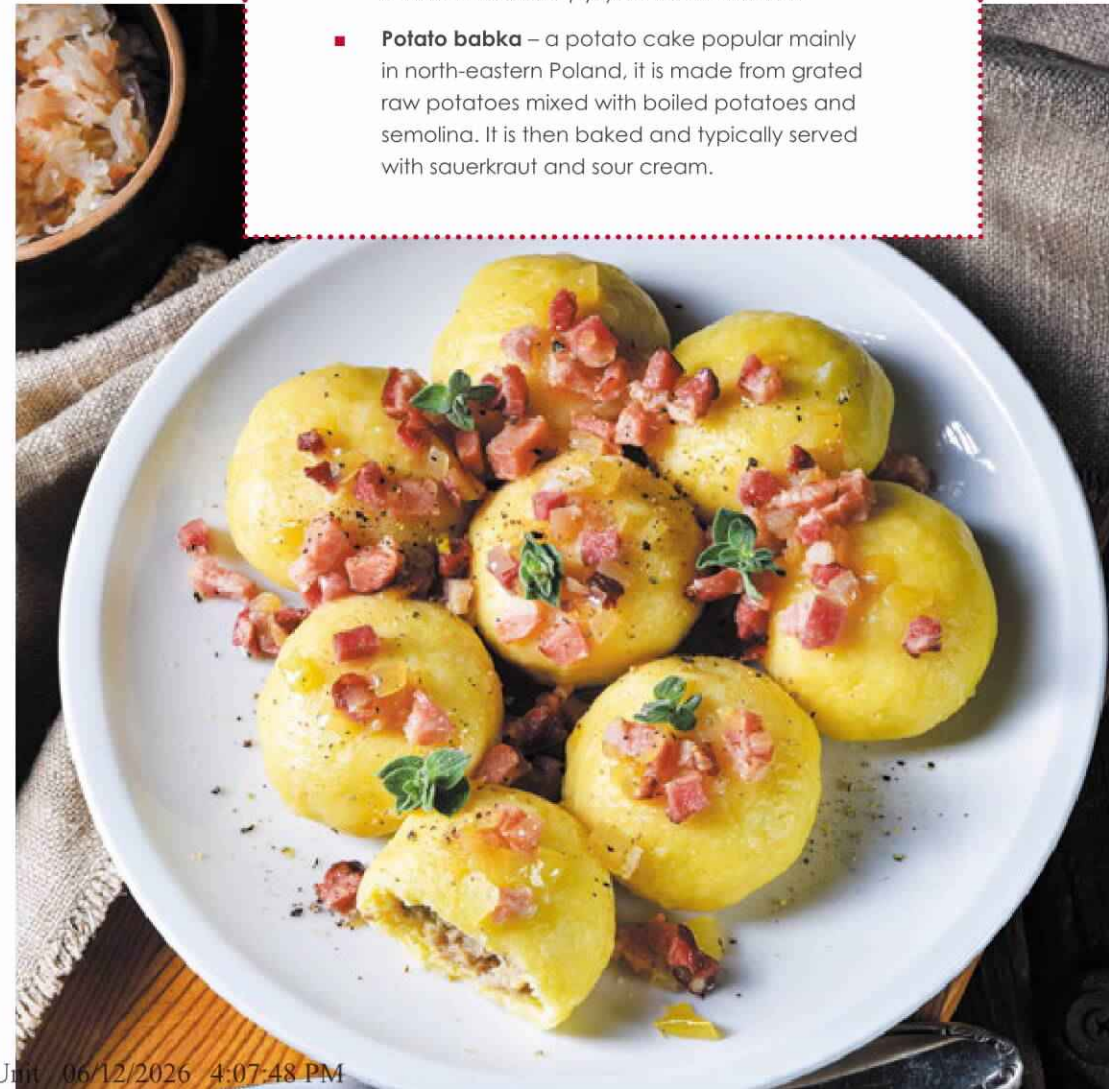 Potato babka – a potato cake popular mainly
in north-eastern Poland, it is made from grated
raw potatoes mixed with boiled potatoes and
semolina. It is then baked and typically served
with sauerkraut and sour cream.
06/12/2026 4:07:48 PM